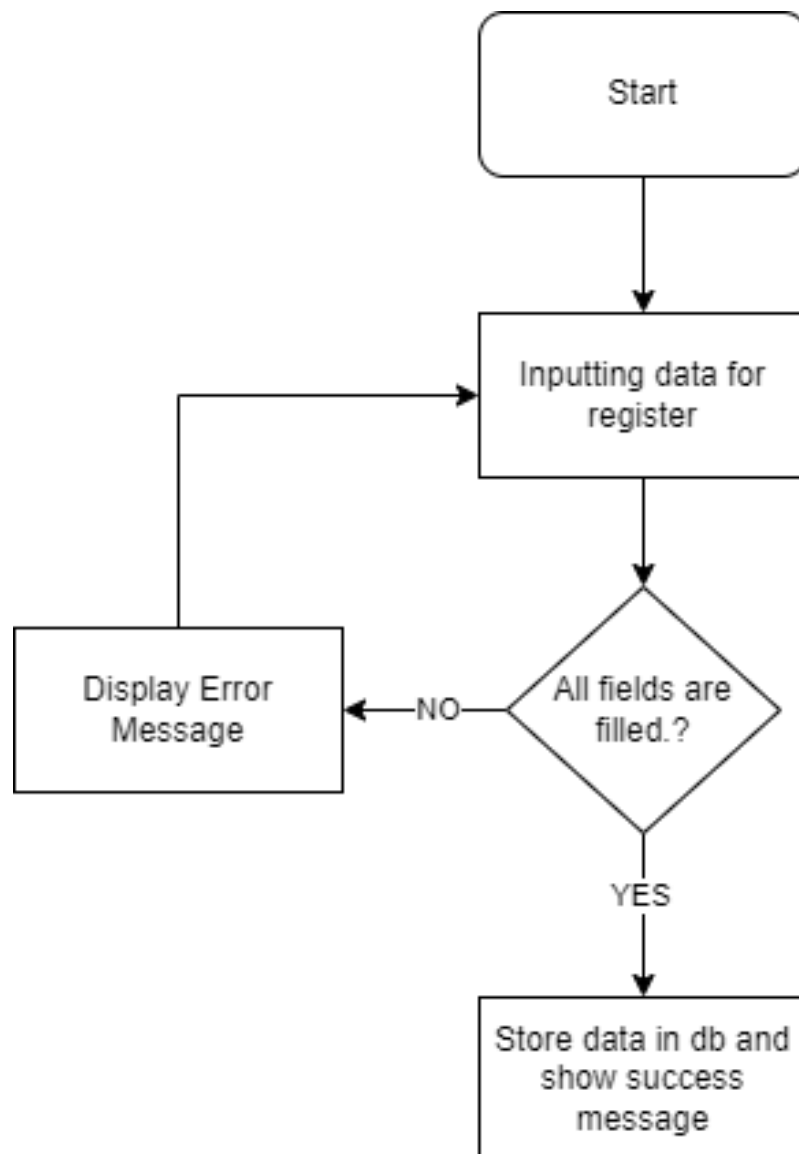 Start
Inputting data for
register
All fields are
filled.?
NO
Display Error
Message
YES
Store data in db and
show success
message